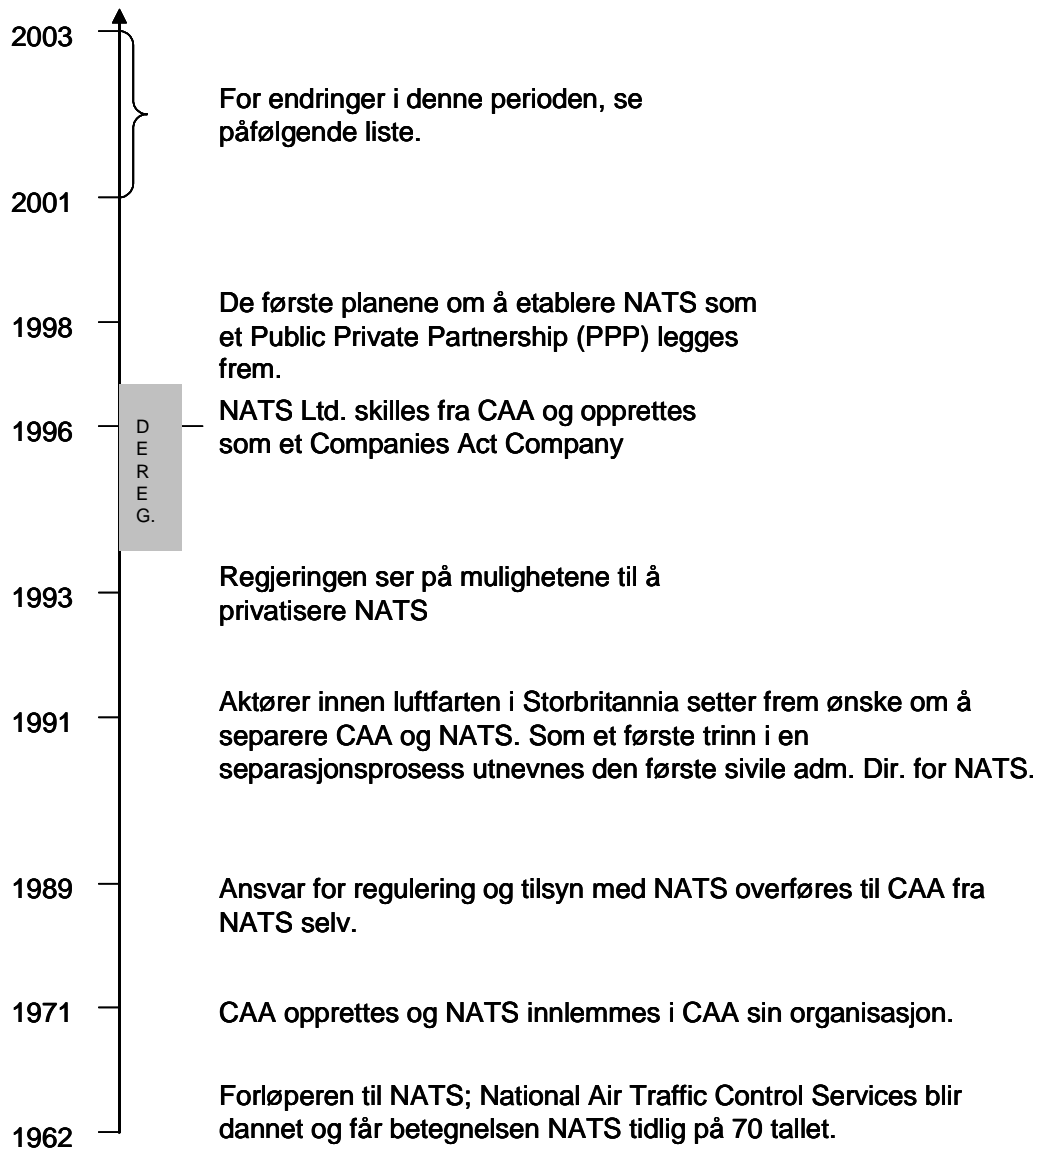 2003
For endringer i denne perioden, se
påfølgende liste.
2001
De første planene om å etablere NATS som
1998
et Public Private Partnership (PPP) legges
frem.
NATS Ltd. skilles fra CAA og opprettes
1996
som et Companies Act Company
D
E
R
E
G.
Regjeringen ser på mulighetene til å
1993
privatisere NATS
Aktører innen luftfarten i Storbritannia setter frem ønske om å
1991
separere CAA og NATS. Som et første trinn i en
separasjonsprosess utnevnes den første sivile adm. Dir. for NATS.
1989
Ansvar for regulering og tilsyn med NATS overføres til CAA fra
NATS selv.
1971
CAA opprettes og NATS innlemmes i CAA sin organisasjon.
Forløperen til NATS; National Air Traffic Control Services blir
1962
dannet og får betegnelsen NATS tidlig på 70 tallet.